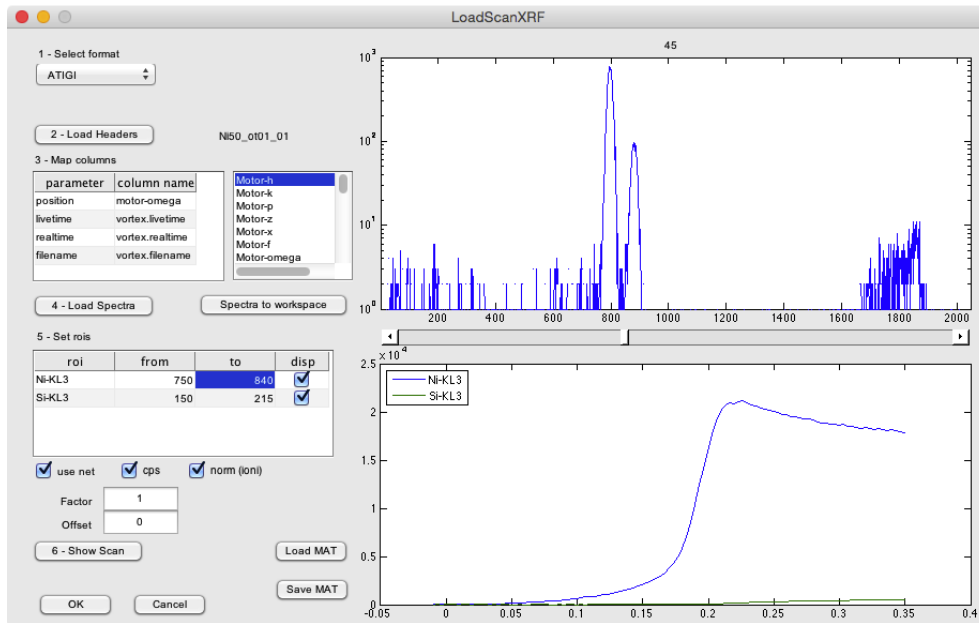 LoadScanXRF
1 - Select format
ATIGI
2 - Load Headers
Ni50_ot01_01
3 - Map columns
parameter column name
position motor-omega
livetime vortex.livetime
realtime vortex.realtime
filename vortex.filename
Motor-h
Motor-k
Motor-p
Motor-z
Motor-x
Motor-f
Motor-omega
4 - Load Spectra
Spectra to workspace
5 - Set rois
roi from to disp
Ni-KL3 750 840
Si-KL3 150 215
use net cps norm (ioni)
Factor 1
Offset 0
6 - Show Scan
Load MAT
Save MAT
OK Cancel
45
10^3
10^2
10^1
10^0
200 400 600 800 1000 1200 1400 1600 1800 2000
x 10^4
2.5
2
1.5
1
0.5
0
Ni-KL3
Si-KL3
-0.05 0 0.05 0.1 0.15 0.2 0.25 0.3 0.35 0.4